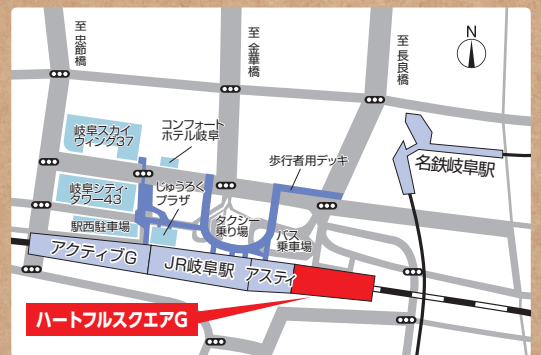 至 忠節橋
至 金華橋
至 長良橋
N
岐阜スカイ
ウィング37
コンフォート
ホテル岐阜
歩行者用デッキ
名鉄岐阜駅
岐阜シティ・
タワー43
じゅうろく
プラザ
駅西駐車場
タクシー
乗り場
バス
乗車場
アクティブG
JR岐阜駅
アスティ
ハートフルスクエアG